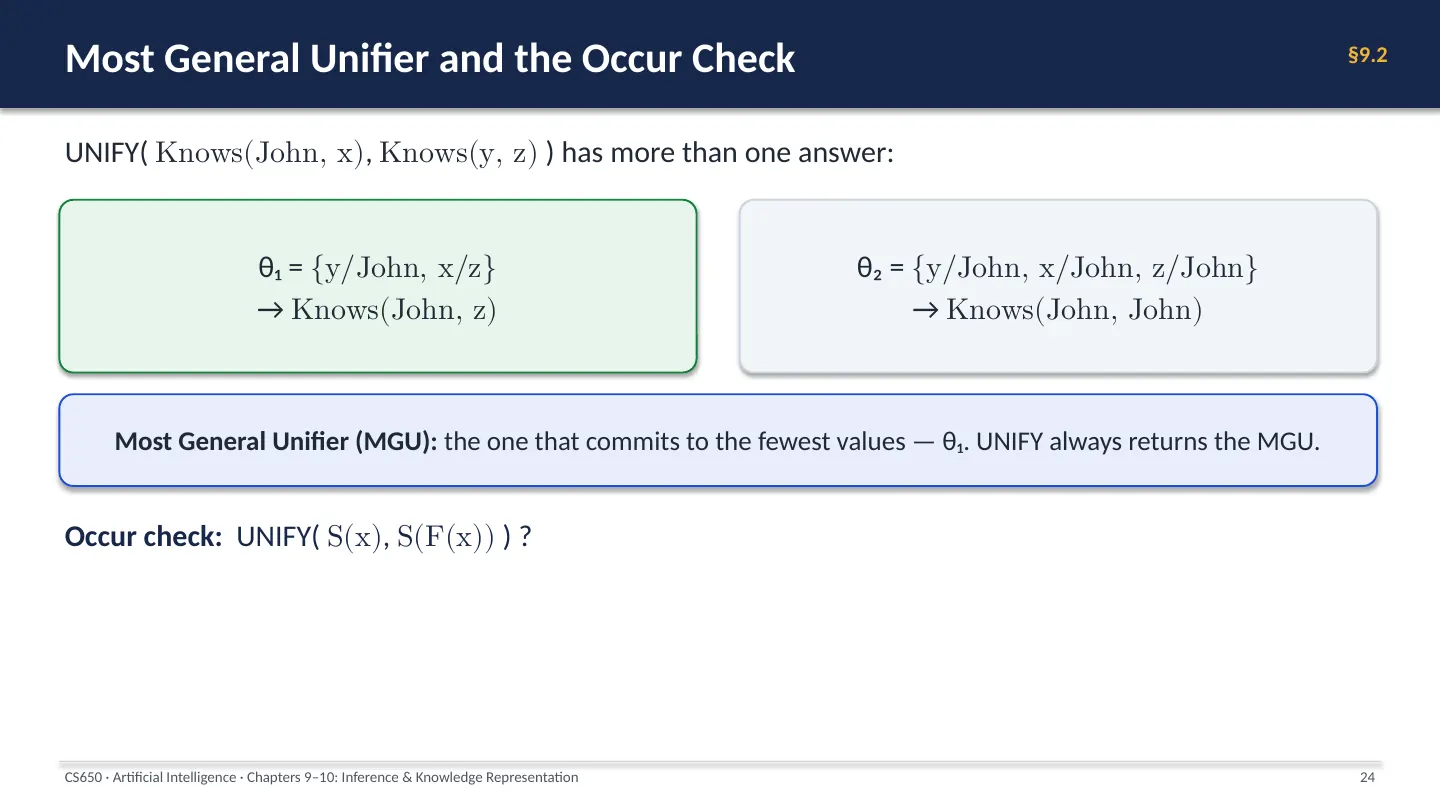 Most General Unifier and the Occur Check
§9.2
UNIFY( Knows(John, x), Knows(y, z) ) has more than one answer:
θ₁ = {y/John, x/z}
→ Knows(John, z)
θ₂ = {y/John, x/John, z/John}
→ Knows(John, John)
Most General Unifier (MGU): the one that commits to the fewest values — θ₁. UNIFY always returns the MGU.
Occur check: UNIFY( S(x), S(F(x)) ) ?
CS650 · Artificial Intelligence · Chapters 9–10: Inference & Knowledge Representation
24